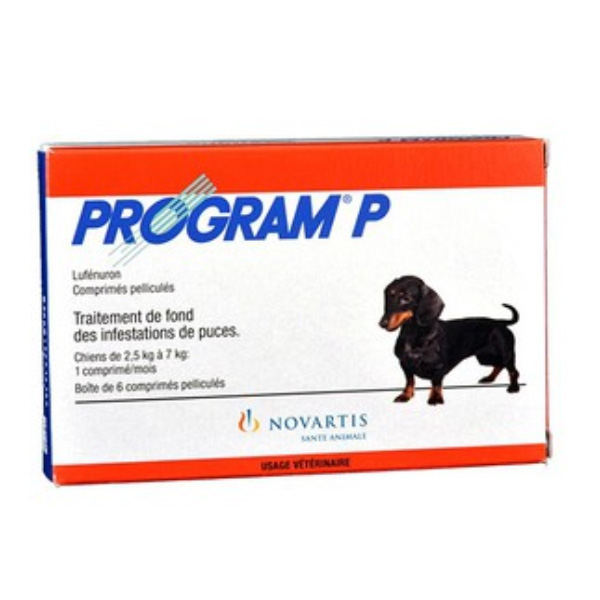 PROGRAM® P
Lufénuron
Comprimés pelliculés
Traitement de fond
des infestations de puces.
Chiens de 2,5 kg à 7 kg:
1 comprimé/mois
Boîte de 6 comprimés pelliculés
NOVARTIS
SANTÉ ANIMALE
USAGE VÉTÉRINAIRE